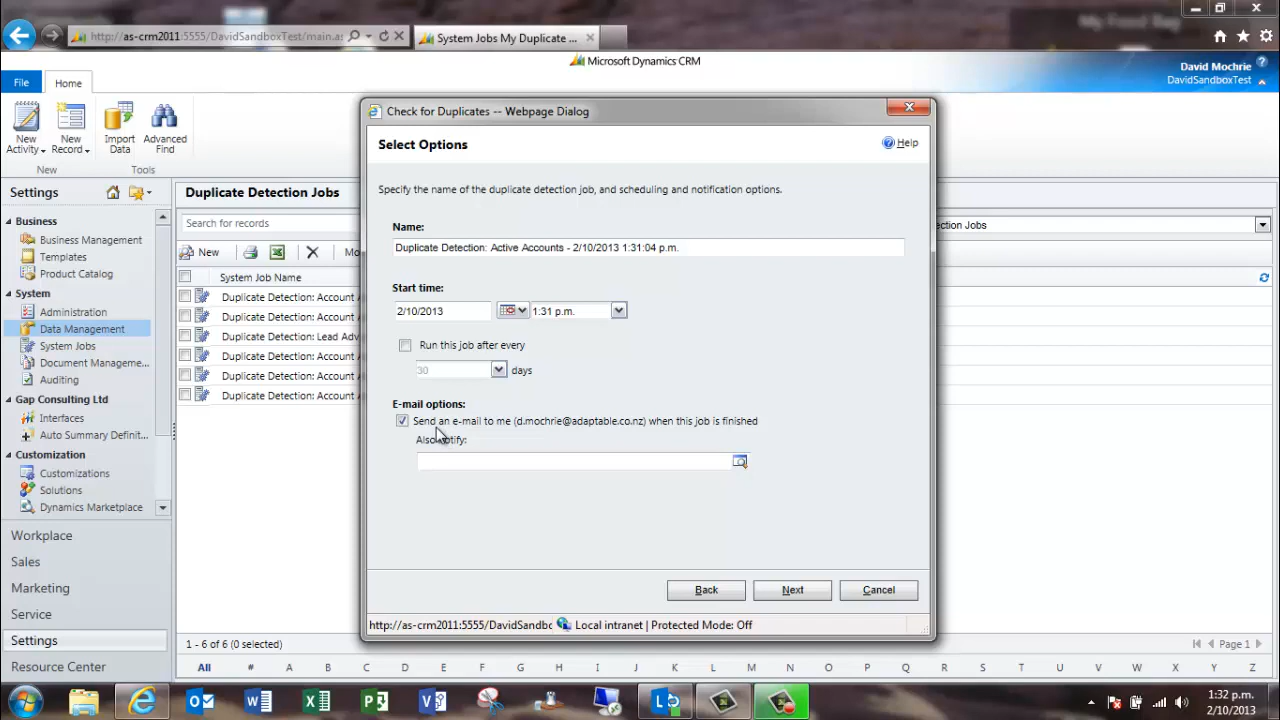 http://as-crm2011:5555/DavidSandboxTest/main.as
System Jobs My Duplicate ...
Microsoft Dynamics CRM
David Mochrie
DavidSandboxTest
File
Home
New Activity
New Record
Import Data
Advanced Find
New
Tools
Settings
Business
Business Management
Templates
Product Catalog
System
Administration
Data Management
System Jobs
Document Manageme...
Auditing
Gap Consulting Ltd
Interfaces
Auto Summary Definit...
Customization
Customizations
Solutions
Dynamics Marketplace
Workplace
Sales
Marketing
Service
Settings
Resource Center
Duplicate Detection Jobs
Search for records
ction Jobs
New
Mo
System Job Name
Duplicate Detection: Account
Duplicate Detection: Account
Duplicate Detection: Lead Adv
Duplicate Detection: Account
Duplicate Detection: Account
Duplicate Detection: Account
Check for Duplicates -- Webpage Dialog
Select Options
Help
Specify the name of the duplicate detection job, and scheduling and notification options.
Name:
Duplicate Detection: Active Accounts - 2/10/2013 1:31:04 p.m.
Start time:
2/10/2013
1:31 p.m.
Run this job after every
30
days
E-mail options:
Send an e-mail to me (d.mochrie@adaptable.co.nz) when this job is finished
Also notify:
Back
Next
Cancel
http://as-crm2011:5555/DavidSandbc
Local intranet | Protected Mode: Off
1 - 6 of 6 (0 selected)
Page 1
All # A B C D E F G H I J K L M N O P Q R S T U V W X Y Z
1:32 p.m.
2/10/2013